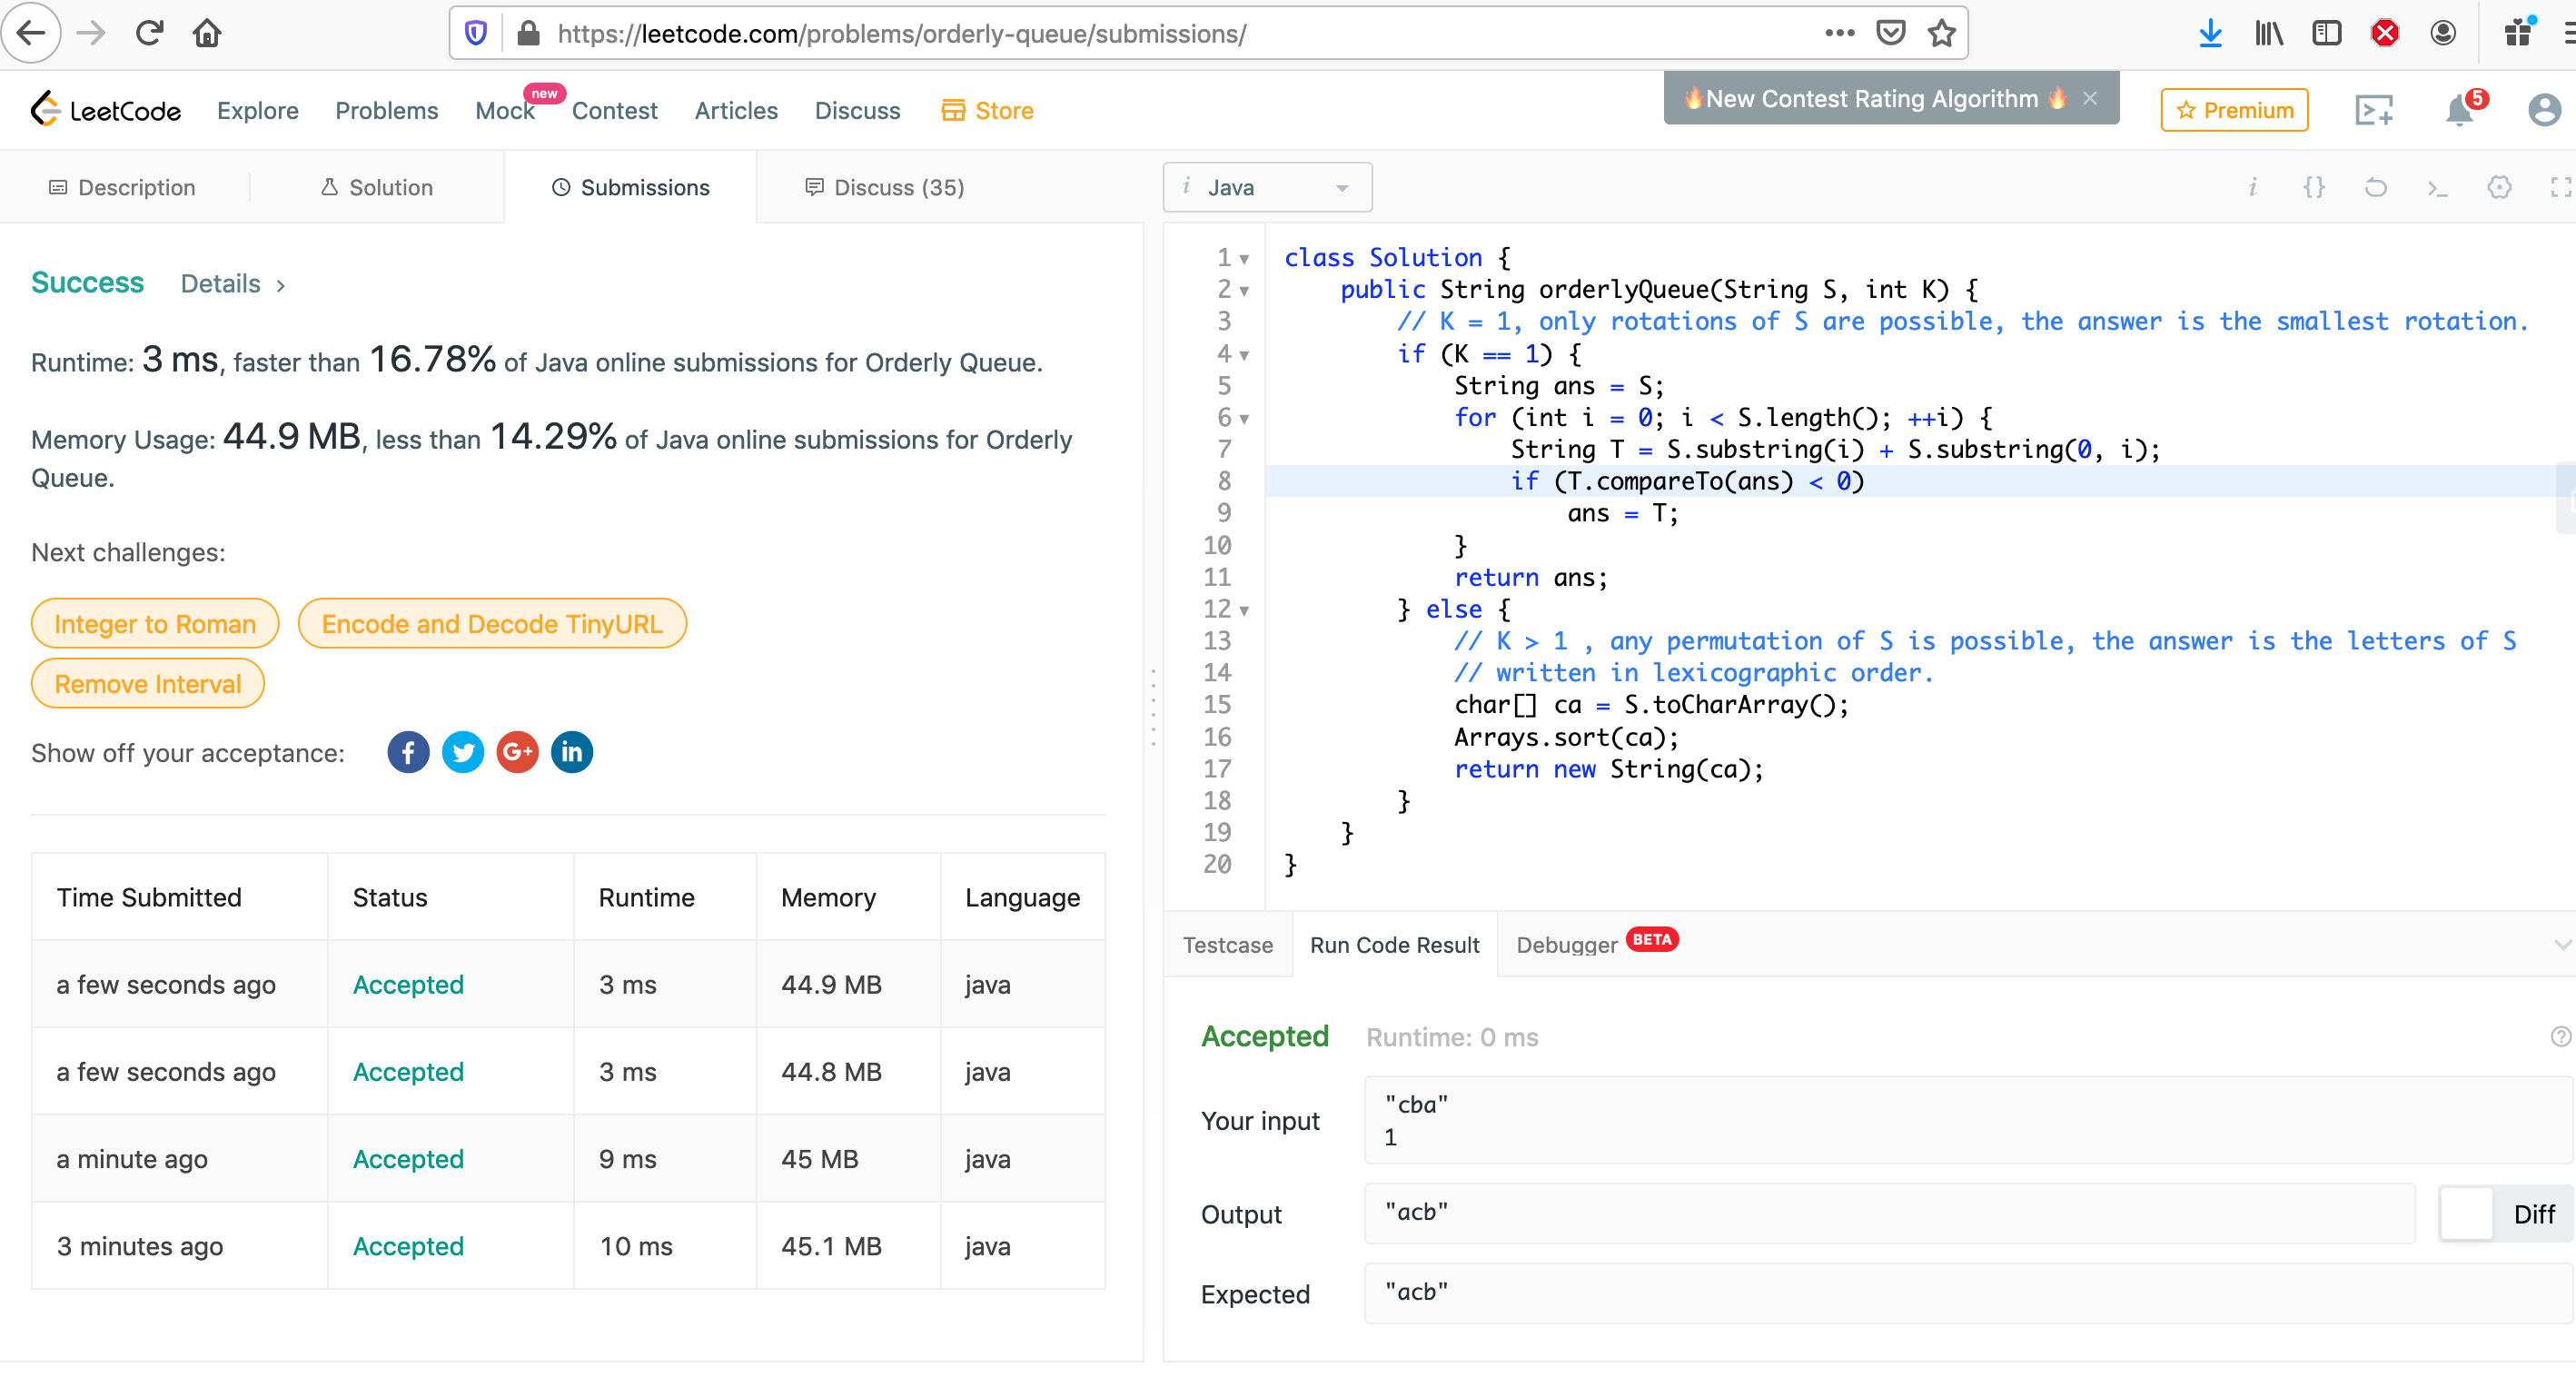 https://leetcode.com/problems/orderly-queue/submissions/
LeetCode
Explore
Problems
Mock
new
Contest
Articles
Discuss
Store
🔥New Contest Rating Algorithm 🔥 ×
Premium
5
Description
Solution
Submissions
Discuss (35)
Success Details >
Runtime: 3 ms, faster than 16.78% of Java online submissions for Orderly Queue.
Memory Usage: 44.9 MB, less than 14.29% of Java online submissions for Orderly
Queue.
Next challenges:
Integer to Roman
Encode and Decode TinyURL
Remove Interval
Show off your acceptance:
f
G+
in
Time Submitted Status Runtime Memory Language
a few seconds ago Accepted 3 ms 44.9 MB java
a few seconds ago Accepted 3 ms 44.8 MB java
a minute ago Accepted 9 ms 45 MB java
3 minutes ago Accepted 10 ms 45.1 MB java
i Java
i {} >_
1 class Solution {
2     public String orderlyQueue(String S, int K) {
3         // K = 1, only rotations of S are possible, the answer is the smallest rotation.
4         if (K == 1) {
5             String ans = S;
6             for (int i = 0; i < S.length(); ++i) {
7                 String T = S.substring(i) + S.substring(0, i);
8                 if (T.compareTo(ans) < 0)
9                     ans = T;
10             }
11             return ans;
12         } else {
13             // K > 1 , any permutation of S is possible, the answer is the letters of S
14             // written in lexicographic order.
15             char[] ca = S.toCharArray();
16             Arrays.sort(ca);
17             return new String(ca);
18         }
19     }
20 }
Testcase
Run Code Result
Debugger BETA
Accepted Runtime: 0 ms
?
Your input
"cba"
1
Output
"acb"
Diff
Expected
"acb"